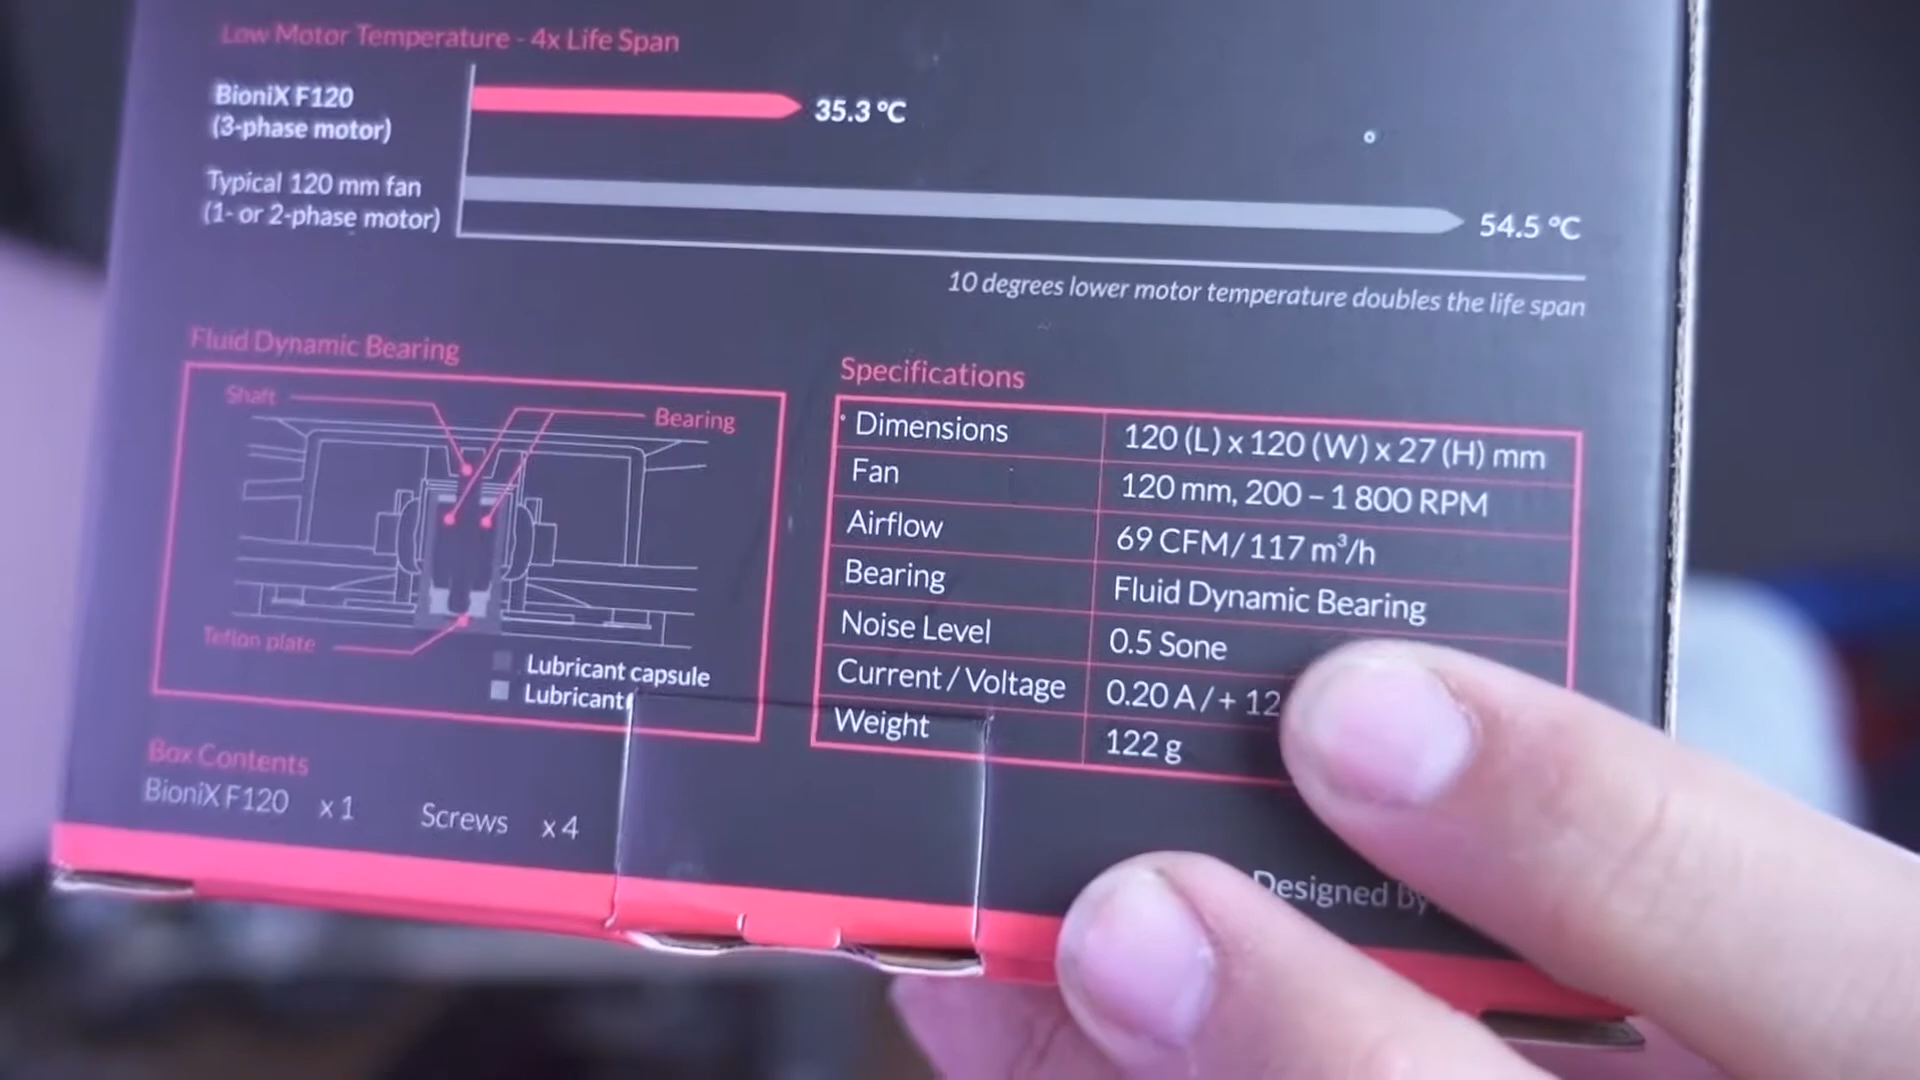 Low Motor Temperature - 4x Life Span
BioniX F120
(3-phase motor)
35.3 °C
Typical 120 mm fan
(1- or 2-phase motor)
54.5 °C
10 degrees lower motor temperature doubles the life span
Fluid Dynamic Bearing
Shaft
Bearing
Teflon plate
Lubricant capsule
Lubricant
Specifications
Dimensions 120 (L) x 120 (W) x 27 (H) mm
Fan 120 mm, 200 – 1 800 RPM
Airflow 69 CFM / 117 m³/h
Bearing Fluid Dynamic Bearing
Noise Level 0.5 Sone
Current / Voltage 0.20 A / + 12
Weight 122 g
Box Contents
BioniX F120 x 1 Screws x 4
Designed By